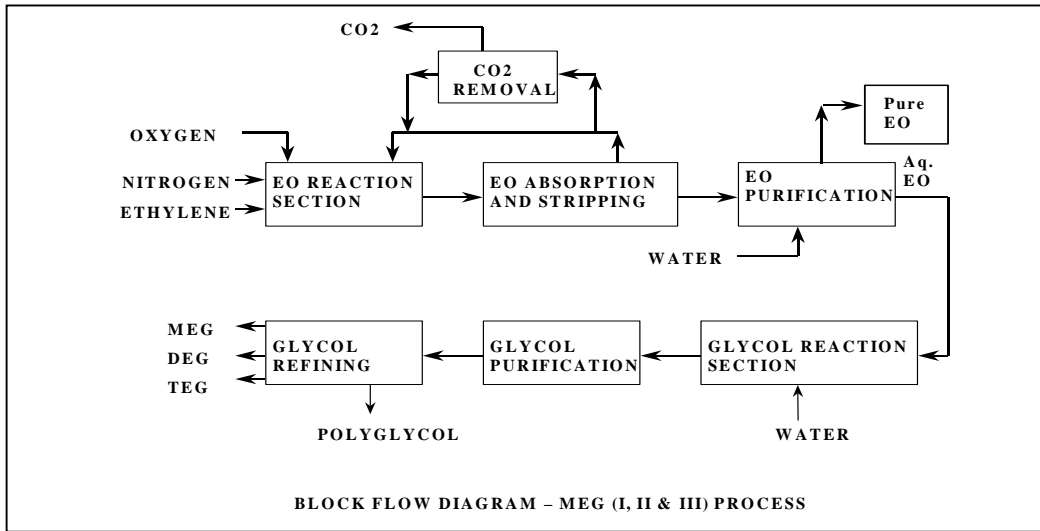 CO2
CO2
REMOVAL
Pure
EO
OXYGEN
Aq.
EO
NITROGEN
ETHYLENE
EO REACTION
SECTION
EO ABSORPTION
AND STRIPPING
EO
PURIFICATION
WATER
MEG
DEG
TEG
GLYCOL
REFINING
GLYCOL
PURIFICATION
GLYCOL REACTION
SECTION
POLYGLYCOL
WATER
BLOCK FLOW DIAGRAM – MEG (I, II & III) PROCESS